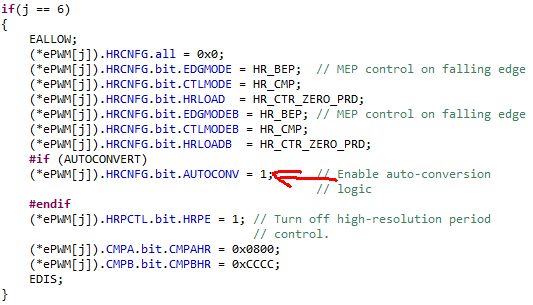 if(j == 6)
{
    EALLOW;
    (*ePWM[j]).HRCNFG.all = 0x0;
    (*ePWM[j]).HRCNFG.bit.EDGMODE = HR_BEP;  // MEP control on falling edge
    (*ePWM[j]).HRCNFG.bit.CTLMODE = HR_CMP;
    (*ePWM[j]).HRCNFG.bit.HRLOAD  = HR_CTR_ZERO_PRD;
    (*ePWM[j]).HRCNFG.bit.EDGMODEB = HR_BEP; // MEP control on falling edge
    (*ePWM[j]).HRCNFG.bit.CTLMODEB = HR_CMP;
    (*ePWM[j]).HRCNFG.bit.HRLOADB  = HR_CTR_ZERO_PRD;
    #if (AUTOCONVERT)
    (*ePWM[j]).HRCNFG.bit.AUTOCONV = 1;      // Enable auto-conversion
                                             // logic
    #endif
    (*ePWM[j]).HRPCTL.bit.HRPE = 1; // Turn off high-resolution period
                                    // control.
    (*ePWM[j]).CMPA.bit.CMPAHR = 0x0800;
    (*ePWM[j]).CMPB.bit.CMPBHR = 0xCCCC;
    EDIS;
}